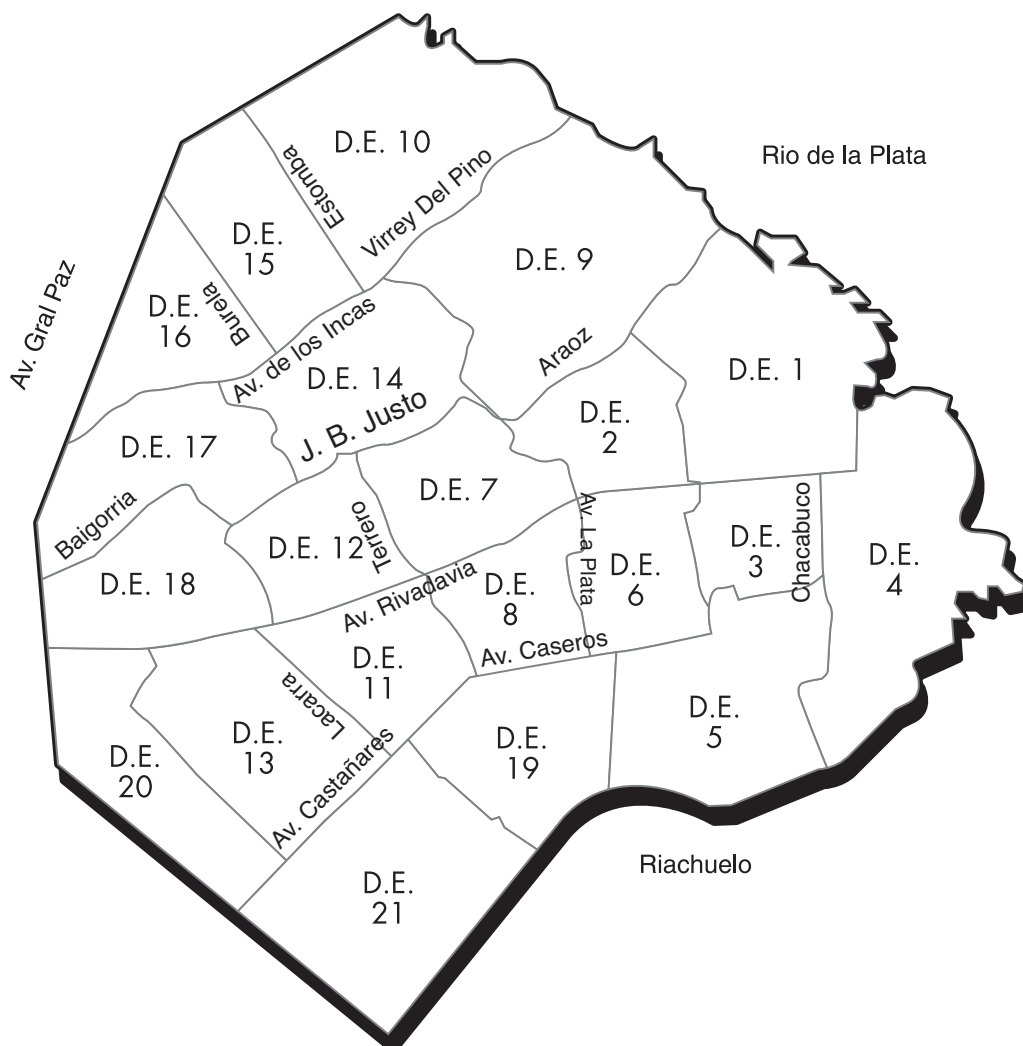 D.E. 10
Rio de la Plata
Estomba
Virrey Del Pino
D.E.
15
D.E. 9
Av. Gral Paz
D.E.
16
Burela
Av. de los Incas
Araoz
D.E. 14
D.E. 1
J. B. Justo
D.E.
2
D.E. 17
D.E. 7
Baigorria
Terrero
Av. La Plata
Chacabuco
D.E. 12
D.E.
3
D.E.
4
D.E. 18
Av. Rivadavia
D.E.
8
D.E.
6
Av. Caseros
D.E.
11
Lacarra
D.E.
13
D.E.
20
Av. Castañares
D.E.
19
D.E.
5
Riachuelo
D.E.
21